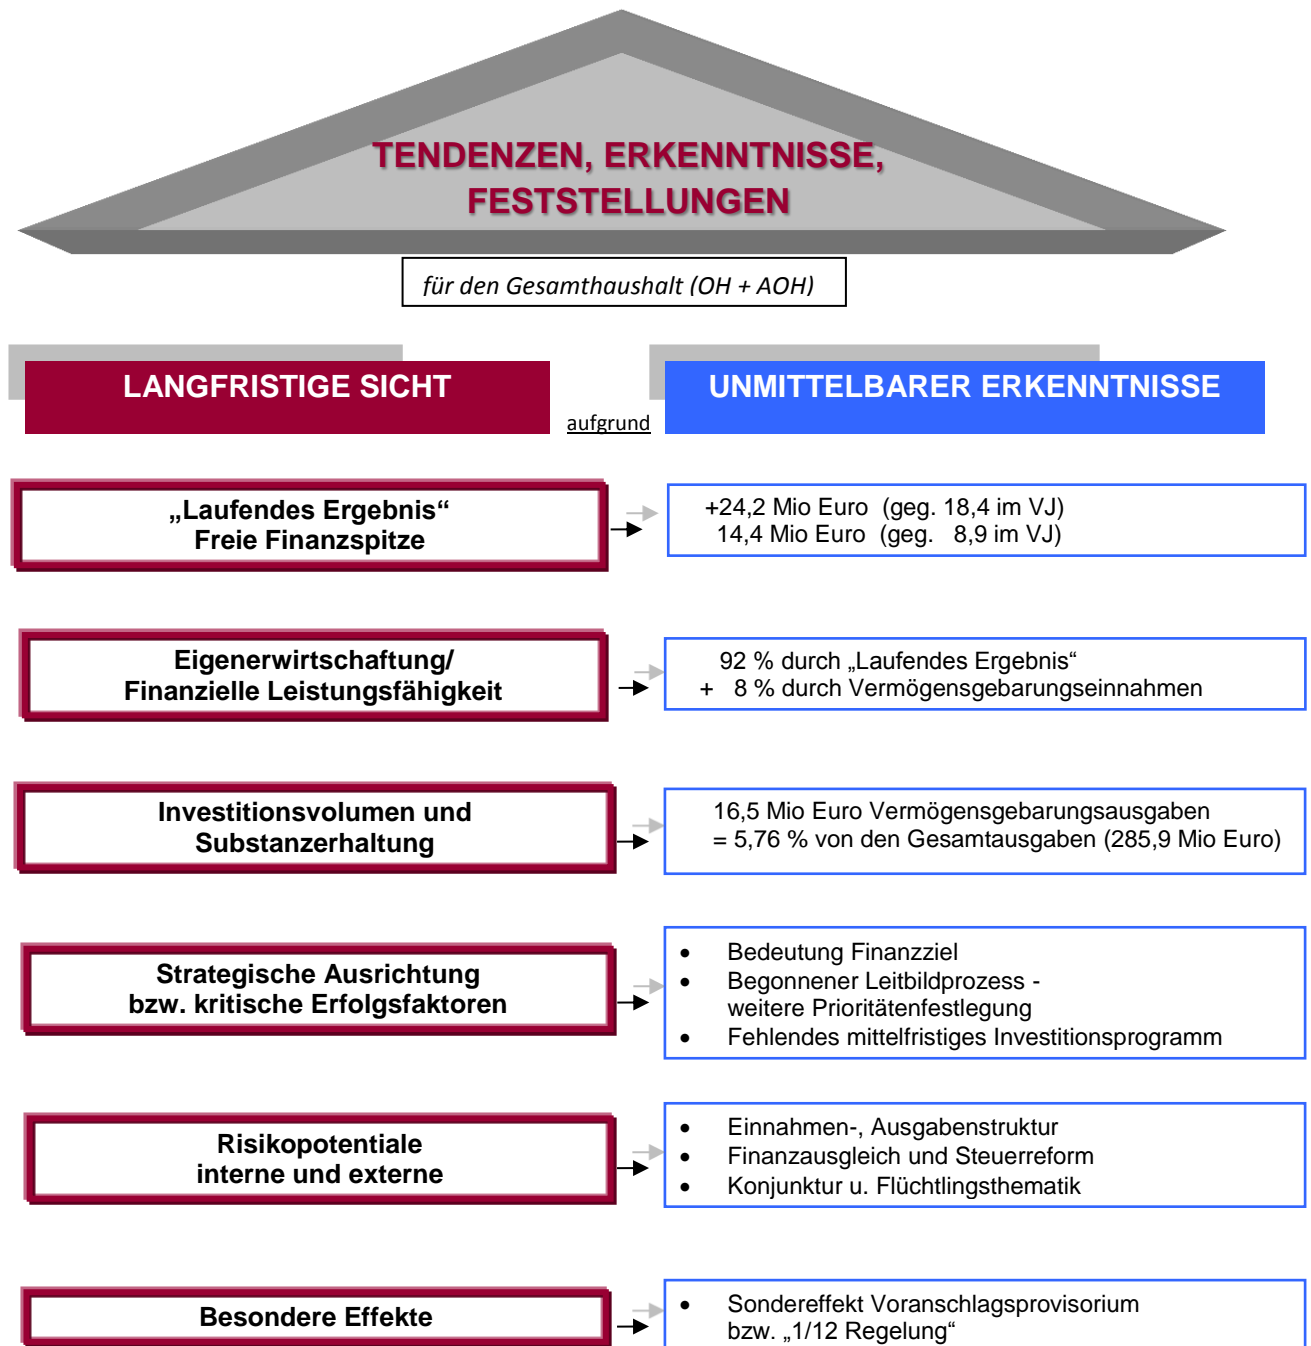 TENDENZEN, ERKENNTNISSE,
FESTSTELLUNGEN
für den Gesamthaushalt (OH + AOH)
LANGFRISTIGE SICHT
aufgrund
UNMITTELBARER ERKENNTNISSE
„Laufendes Ergebnis“
Freie Finanzspitze
+24,2 Mio Euro (geg. 18,4 im VJ)
14,4 Mio Euro (geg. 8,9 im VJ)
Eigenerwirtschaftung/
Finanzielle Leistungsfähigkeit
92 % durch „Laufendes Ergebnis“
+ 8 % durch Vermögensgebarungseinnahmen
Investitionsvolumen und
Substanzerhaltung
16,5 Mio Euro Vermögensgebarungsausgaben
= 5,76 % von den Gesamtausgaben (285,9 Mio Euro)
Strategische Ausrichtung
bzw. kritische Erfolgsfaktoren
• Bedeutung Finanzziel
• Begonnener Leitbildprozess -
weitere Prioritätenfestlegung
• Fehlendes mittelfristiges Investitionsprogramm
Risikopotentiale
interne und externe
• Einnahmen-, Ausgabenstruktur
• Finanzausgleich und Steuerreform
• Konjunktur u. Flüchtlingsthematik
Besondere Effekte
• Sondereffekt Voranschlagsprovisorium
bzw. „1/12 Regelung“